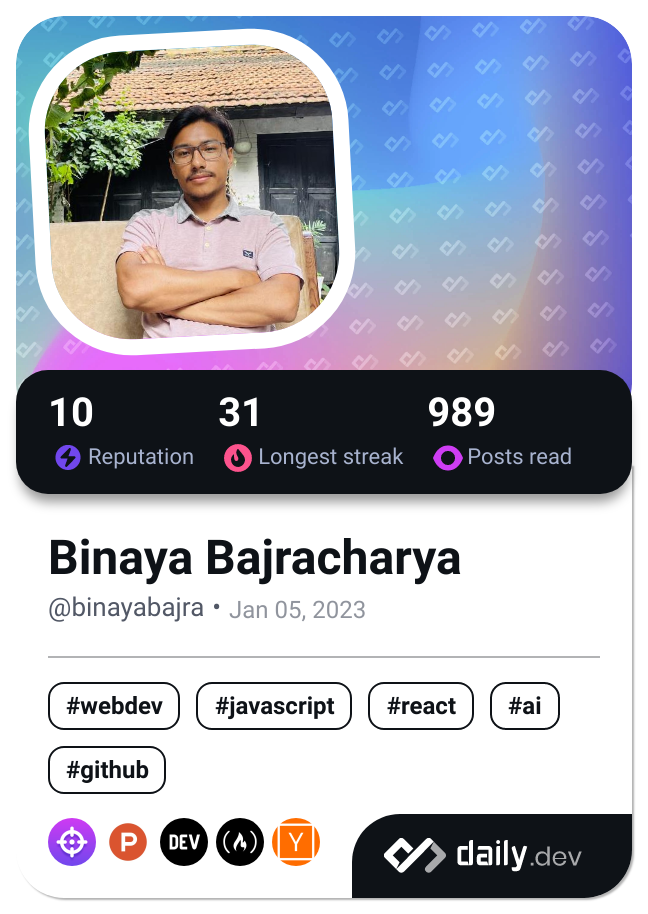 10 31 989
Reputation Longest streak Posts read
Binaya Bajracharya
@binayabajra • Jan 05, 2023
#webdev #javascript #react #ai
#github
P DEV Y daily.dev